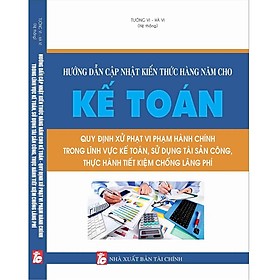 TƯỜNG VI - HÀ VI
(Hệ thống)
HƯỚNG DẪN CẬP NHẬT KIẾN THỨC HÀNG NĂM CHO
KẾ TOÁN
QUY ĐỊNH XỬ PHẠT VI PHẠM HÀNH CHÍNH
TRONG LĨNH VỰC KẾ TOÁN, SỬ DỤNG TÀI SẢN CÔNG,
THỰC HÀNH TIẾT KIỆM CHỐNG LÃNG PHÍ
NHÀ XUẤT BẢN TÀI CHÍNH